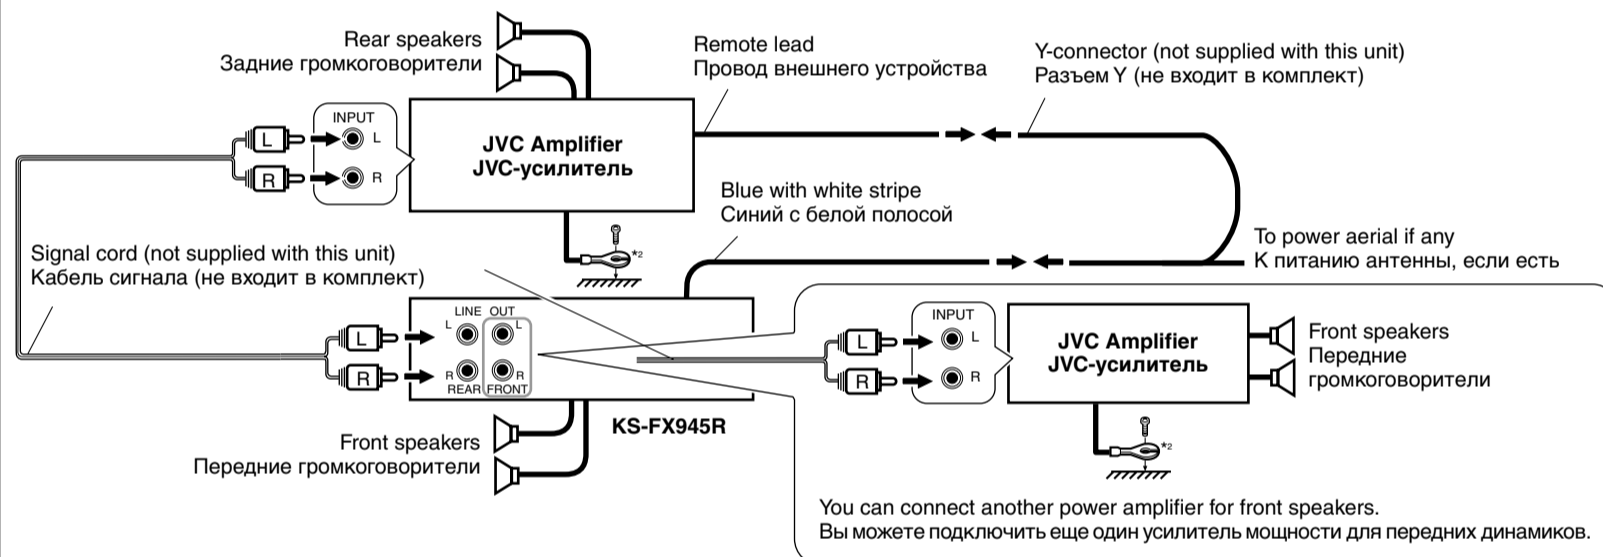 Rear speakers
Задние громкоговорители
Remote lead
Провод внешнего устройства
Y-connector (not supplied with this unit)
Разъем Y (не входит в комплект)
INPUT
L
L
R
R
JVC Amplifier
JVC-усилитель
*2
Blue with white stripe
Синий с белой полосой
To power aerial if any
К питанию антенны, если есть
Signal cord (not supplied with this unit)
Кабель сигнала (не входит в комплект)
LINE OUT
L
L
L
R
R
R
REAR
FRONT
KS-FX945R
Front speakers
Передние громкоговорители
INPUT
L
L
R
R
JVC Amplifier
JVC-усилитель
*2
Front speakers
Передние
громкоговорители
You can connect another power amplifier for front speakers.
Вы можете подключить еще один усилитель мощности для передних динамиков.